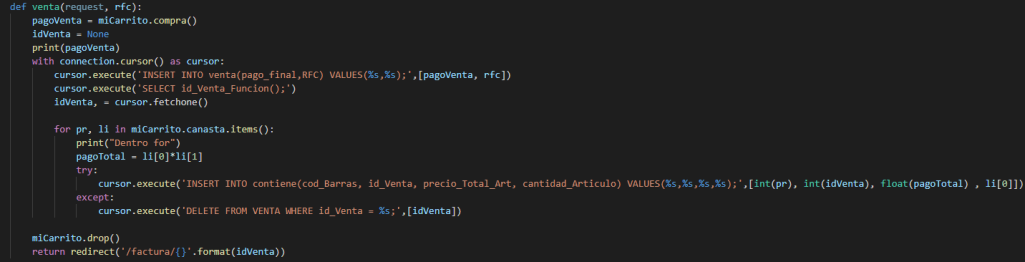 def venta(request, rfc):
    pagoVenta = miCarrito.compra()
    idVenta = None
    print(pagoVenta)
    with connection.cursor() as cursor:
        cursor.execute('INSERT INTO venta(pago_final,RFC) VALUES(%s,%s);',[pagoVenta, rfc])
        cursor.execute('SELECT id_Venta_Funcion();')
        idVenta, = cursor.fetchone()

        for pr, li in miCarrito.canasta.items():
            print("Dentro for")
            pagoTotal = li[0]*li[1]
            try:
                cursor.execute('INSERT INTO contiene(cod_Barras, id_Venta, precio_Total_Art, cantidad_Articulo) VALUES(%s,%s,%s,%s);',[int(pr), int(idVenta), float(pagoTotal) , li[0]])
            except:
                cursor.execute('DELETE FROM VENTA WHERE id_Venta = %s;',[idVenta])

    miCarrito.drop()
    return redirect('/factura/{}'.format(idVenta))